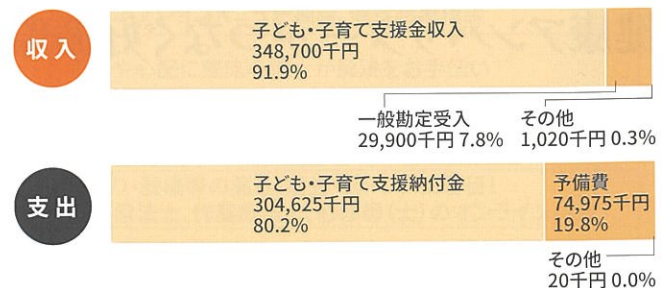 収入
子ども・子育て支援金収入
348,700千円
91.9%
一般勘定受入
29,900千円 7.8%
その他
1,020千円 0.3%
支出
子ども・子育て支援納付金
304,625千円
80.2%
予備費
74,975千円
19.8%
その他
20千円 0.0%